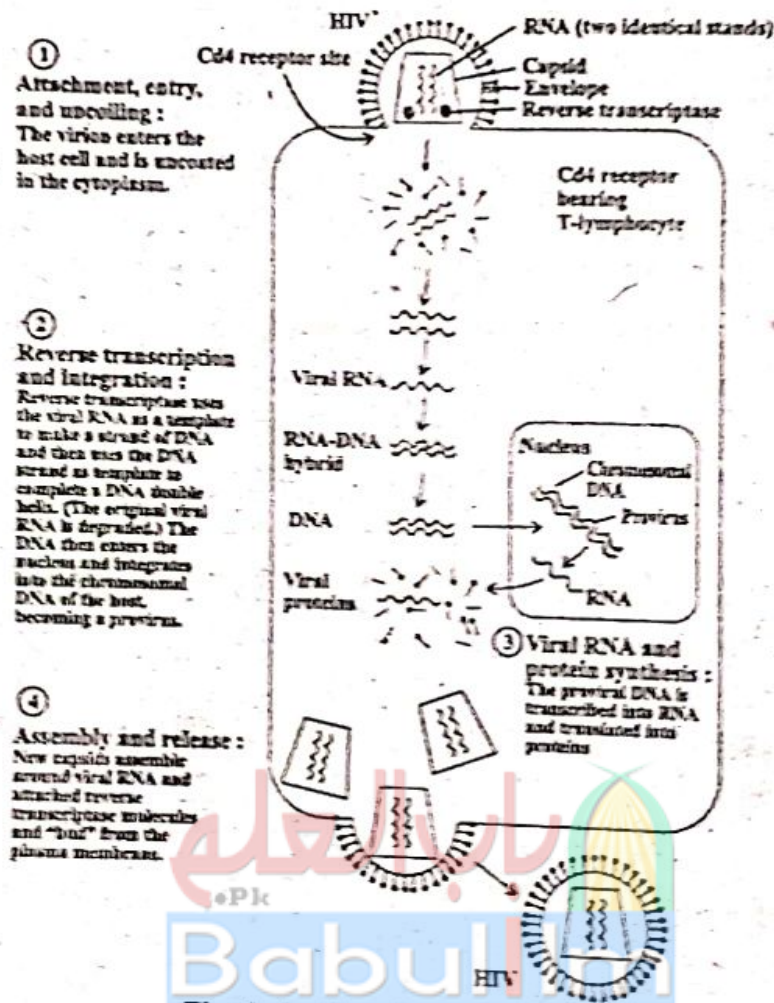 HIV
RNA (two identical stands)
Cd4 receptor site
Capsid
Envelope
Reverse transcriptase
1
Attachment, entry,
and uncoiling :
The virion enters the
host cell and is uncoated
in the cytoplasm.
Cd4 receptor
bearing
T-lymphocyte
2
Reverse transcription
and integration :
Reverse transcriptase uses
the viral RNA as a template
to make a strand of DNA
and then uses the DNA
strand as template to
complete a DNA double
helix. (The original viral
RNA is degraded.) The
DNA then enters the
nucleus and integrates
into the chromosomal
DNA of the host,
becoming a provirus.
Viral RNA
RNA-DNA
hybrid
DNA
Viral
proteins
Nucleus
Chromosomal
DNA
Provirus
RNA
3 Viral RNA and
protein synthesis :
The proviral DNA is
transcribed into RNA
and translated into
proteins
4
Assembly and release :
New capsids assemble
around viral RNA and
attached reverse
transcriptase molecules
and "bud" from the
plasma membrane.
باب العلم
.Pk
Babul Ilm
HIV